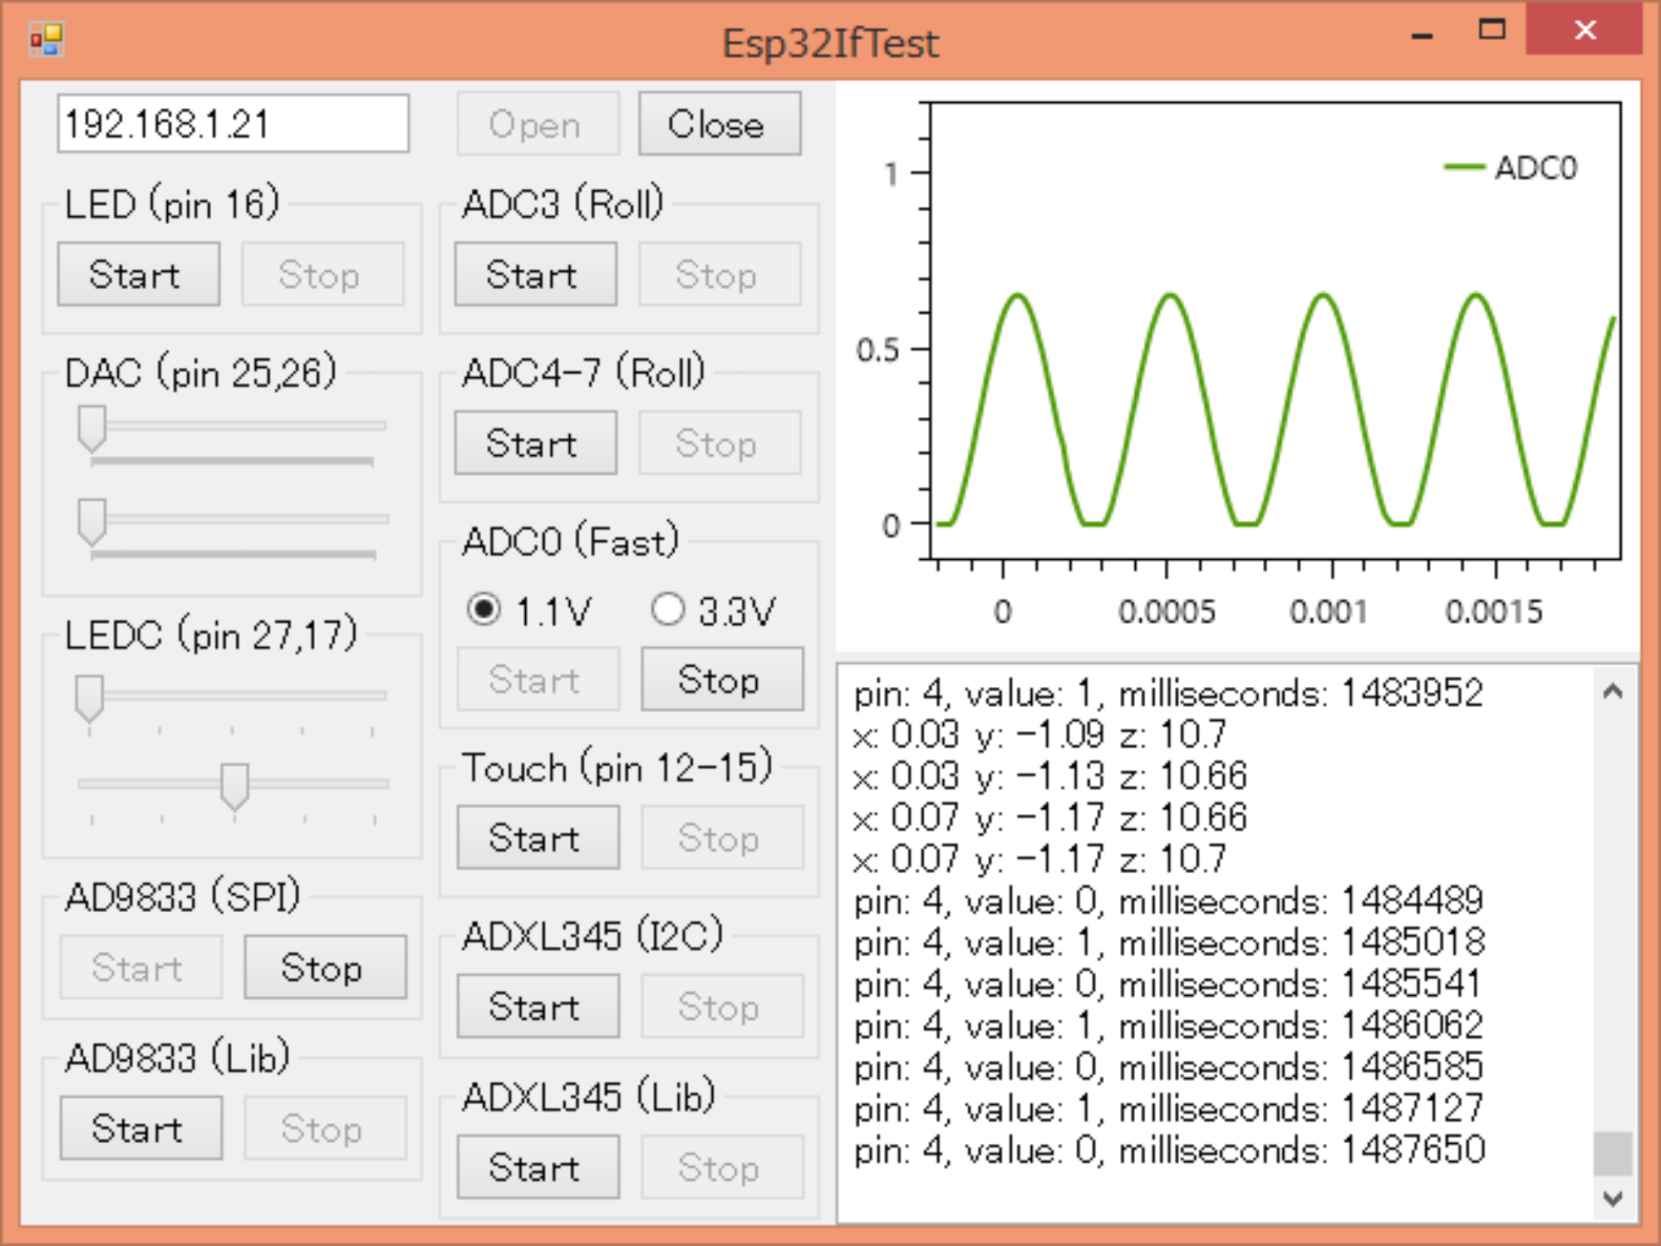 Esp32IfTest
192.168.1.21
Open Close
LED (pin 16)
Start Stop
DAC (pin 25,26)
LEDC (pin 27,17)
AD9833 (SPI)
Start Stop
AD9833 (Lib)
Start Stop
ADC3 (Roll)
Start Stop
ADC4-7 (Roll)
Start Stop
ADC0 (Fast)
1.1V 3.3V
Start Stop
Touch (pin 12-15)
Start Stop
ADXL345 (I2C)
Start Stop
ADXL345 (Lib)
Start Stop
ADC0
1
0.5
0
0 0.0005 0.001 0.0015
pin: 4, value: 1, milliseconds: 1483952
x: 0.03 y: -1.09 z: 10.7
x: 0.03 y: -1.13 z: 10.66
x: 0.07 y: -1.17 z: 10.66
x: 0.07 y: -1.17 z: 10.7
pin: 4, value: 0, milliseconds: 1484489
pin: 4, value: 1, milliseconds: 1485018
pin: 4, value: 0, milliseconds: 1485541
pin: 4, value: 1, milliseconds: 1486062
pin: 4, value: 0, milliseconds: 1486585
pin: 4, value: 1, milliseconds: 1487127
pin: 4, value: 0, milliseconds: 1487650